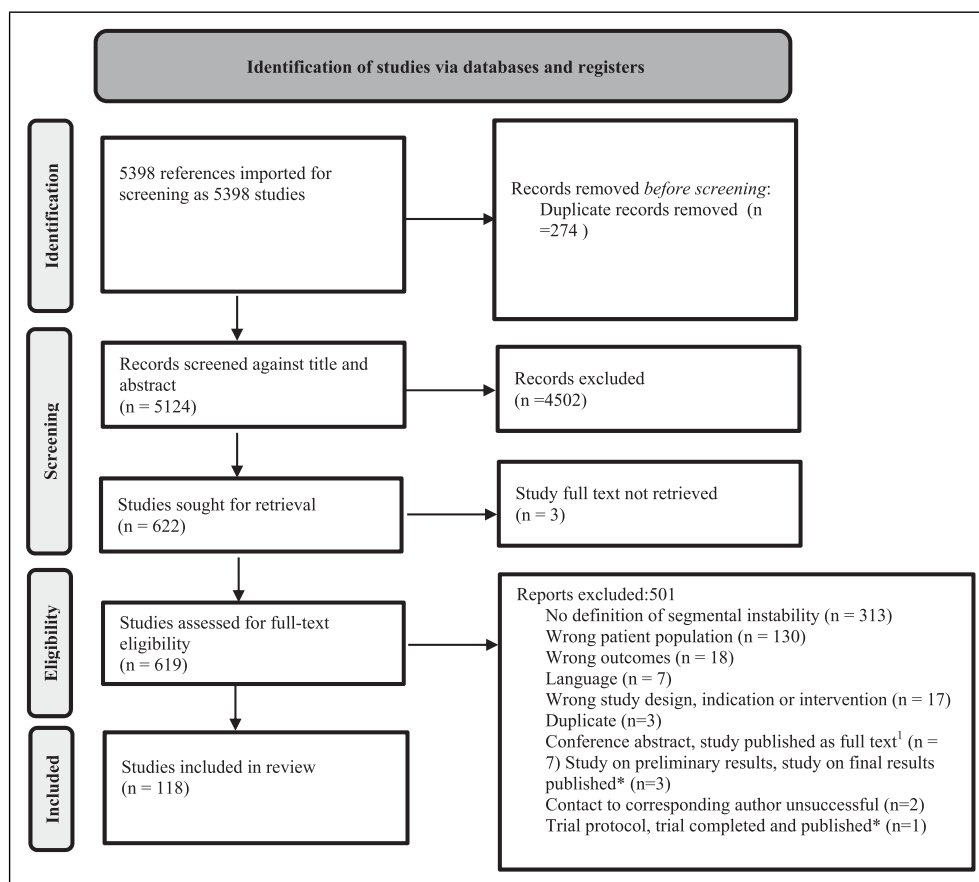 Identification of studies via databases and registers
Identification
5398 references imported for
screening as 5398 studies
Records removed before screening:
Duplicate records removed (n
=274 )
Screening
Records screened against title and
abstract
(n = 5124)
Records excluded
(n =4502)
Studies sought for retrieval
(n = 622)
Study full text not retrieved
(n = 3)
Eligibility
Studies assessed for full-text
eligibility
(n = 619)
Reports excluded:501
No definition of segmental instability (n = 313)
Wrong patient population (n = 130)
Wrong outcomes (n = 18)
Language (n = 7)
Wrong study design, indication or intervention (n = 17)
Duplicate (n=3)
Conference abstract, study published as full text¹ (n =
7) Study on preliminary results, study on final results
published* (n=3)
Contact to corresponding author unsuccessful (n=2)
Trial protocol, trial completed and published* (n=1)
Included
Studies included in review
(n = 118)